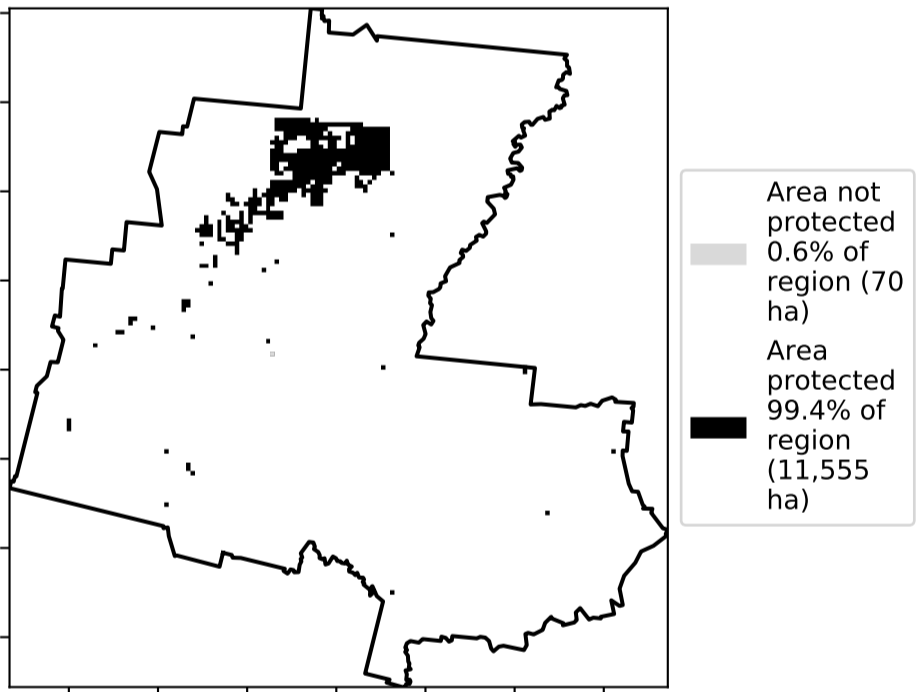 Area not
protected
0.6% of
region (70
ha)
Area
protected
99.4% of
region
(11,555
ha)